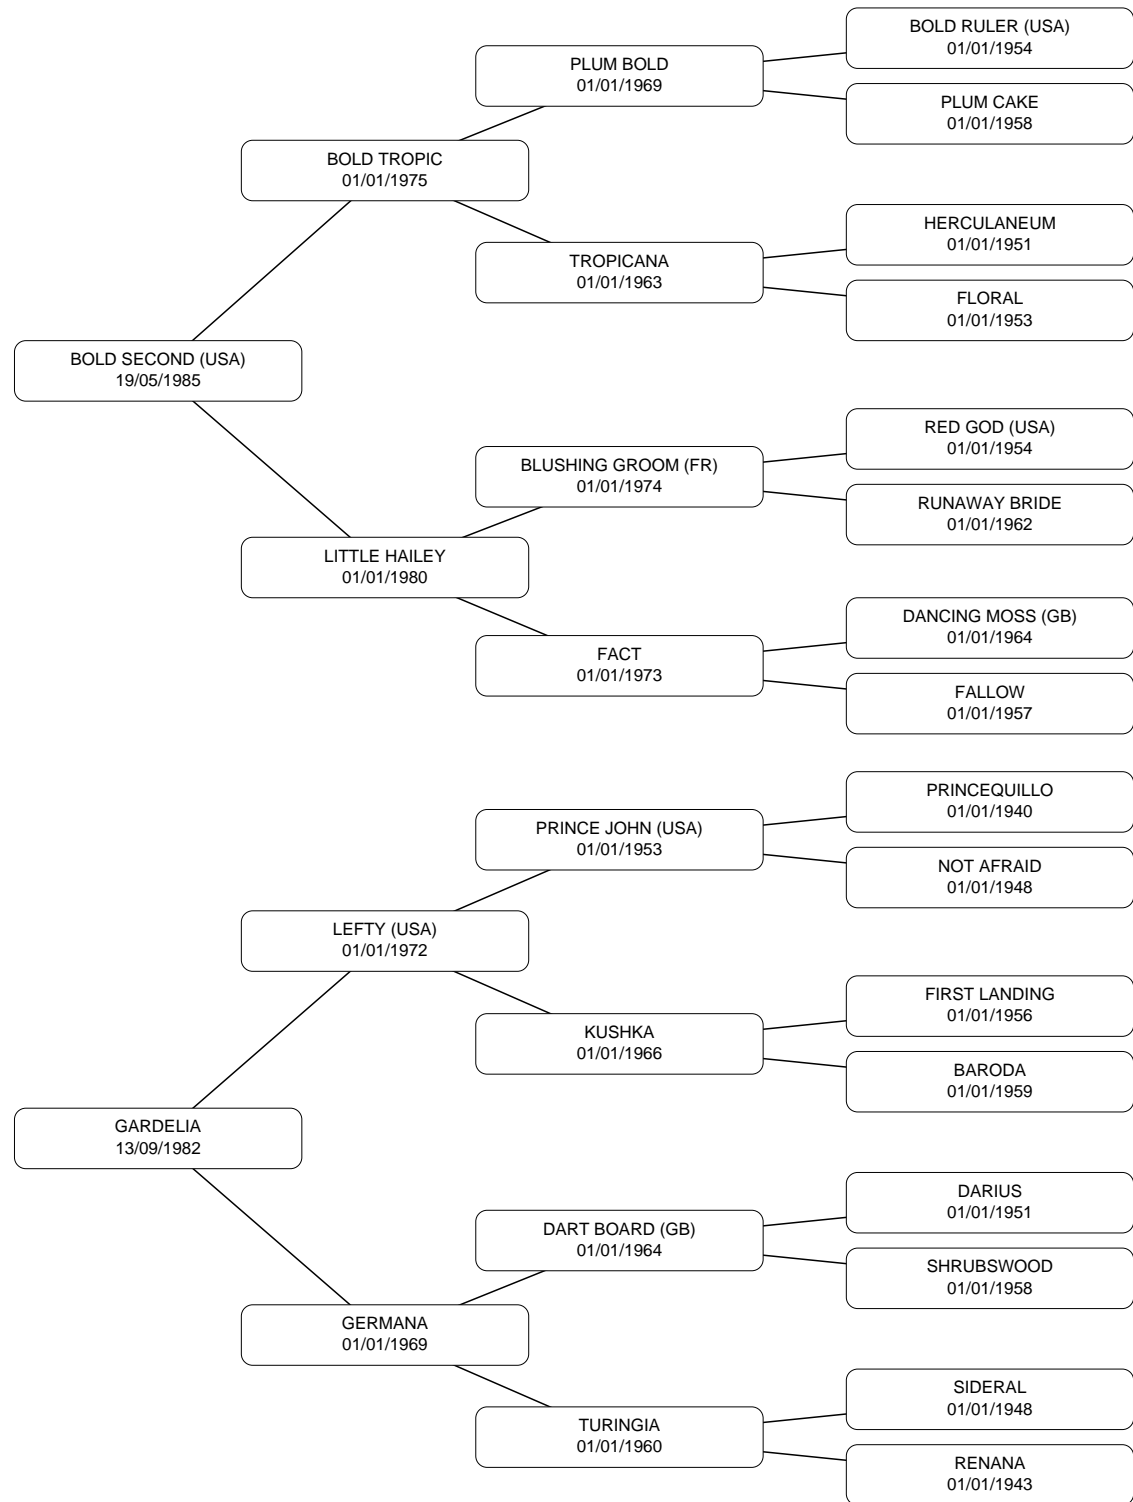 BOLD RULER (USA)
01/01/1954
PLUM BOLD
01/01/1969
PLUM CAKE
01/01/1958
BOLD TROPIC
01/01/1975
HERCULANEUM
01/01/1951
TROPICANA
01/01/1963
FLORAL
01/01/1953
BOLD SECOND (USA)
19/05/1985
RED GOD (USA)
01/01/1954
BLUSHING GROOM (FR)
01/01/1974
RUNAWAY BRIDE
01/01/1962
LITTLE HAILEY
01/01/1980
DANCING MOSS (GB)
01/01/1964
FACT
01/01/1973
FALLOW
01/01/1957
PRINCEQUILLO
01/01/1940
PRINCE JOHN (USA)
01/01/1953
NOT AFRAID
01/01/1948
LEFTY (USA)
01/01/1972
FIRST LANDING
01/01/1956
KUSHKA
01/01/1966
BARODA
01/01/1959
GARDELIA
13/09/1982
DARIUS
01/01/1951
DART BOARD (GB)
01/01/1964
SHRUBSWOOD
01/01/1958
GERMANA
01/01/1969
SIDERAL
01/01/1948
TURINGIA
01/01/1960
RENANA
01/01/1943